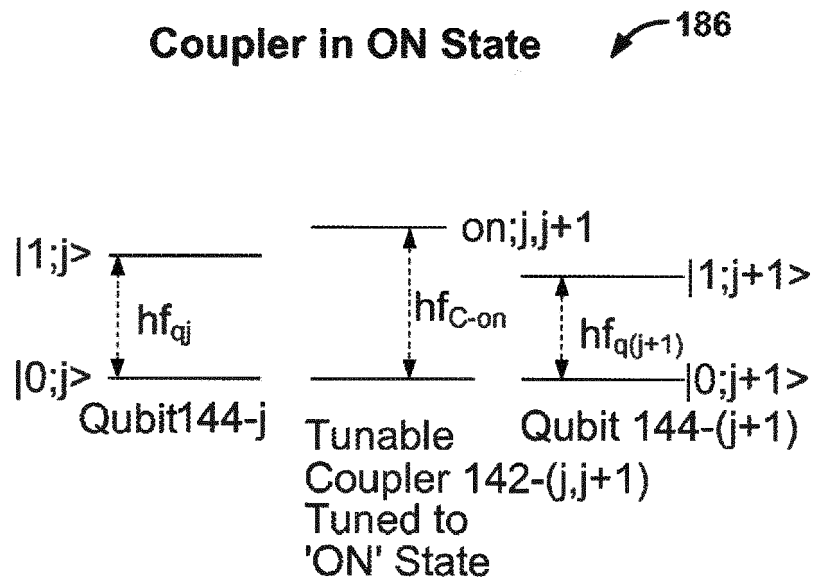 Coupler in ON State
186
|1;j>
on;j,j+1
|1;j+1>
hf_qj
hf_C-on
hf_q(j+1)
|0;j>
|0;j+1>
Qubit144-j
Tunable
Coupler 142-(j,j+1)
Tuned to
'ON' State
Qubit 144-(j+1)